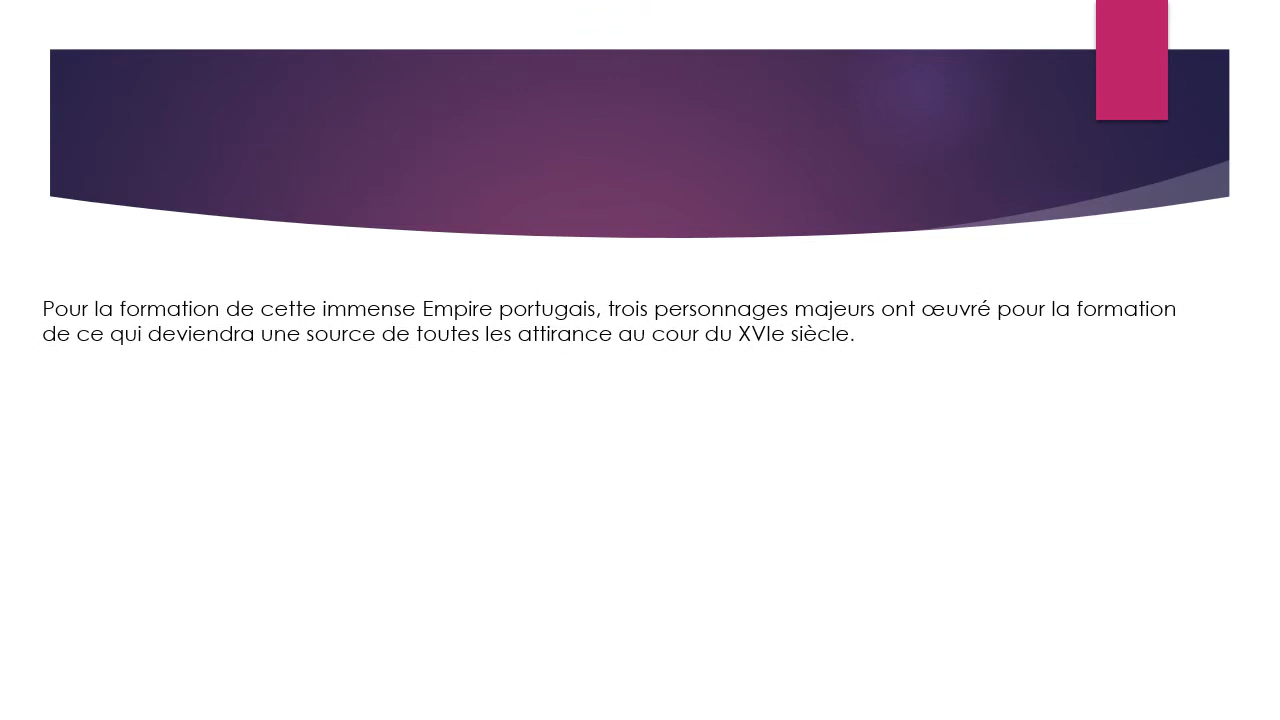 Pour la formation de cette immense Empire portugais, trois personnages majeurs ont œuvré pour la formation
de ce qui deviendra une source de toutes les attirance au cour du XVIe siècle.